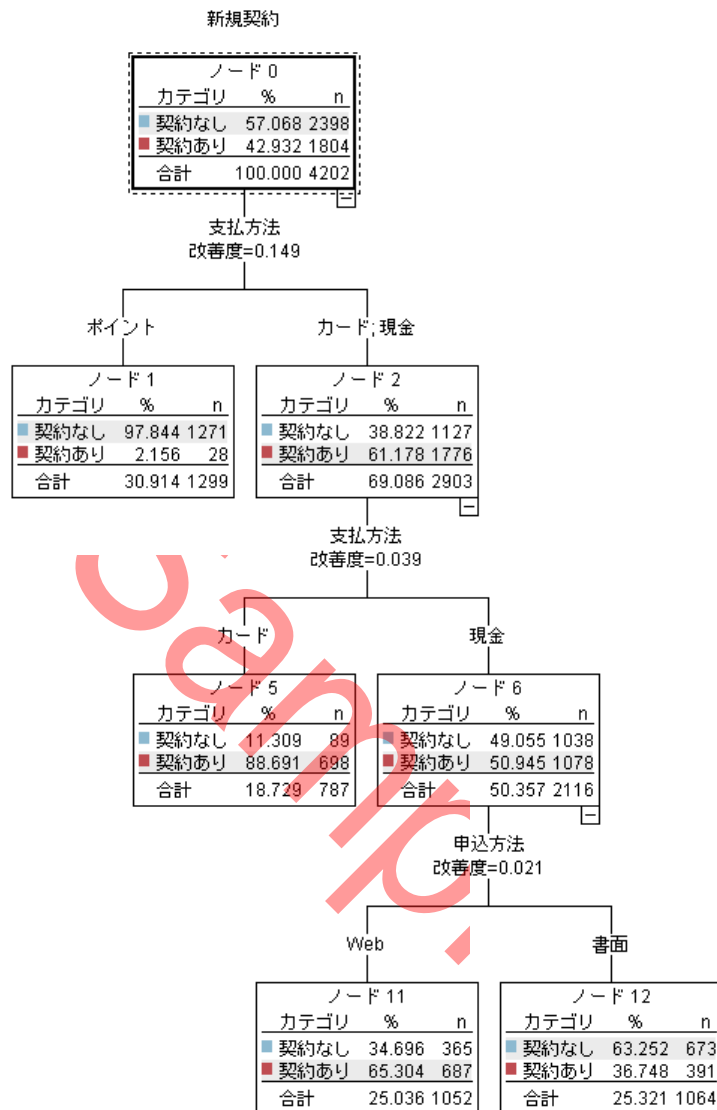 新規契約
ノード 0
カテゴリ % n
契約なし 57.068 2398
契約あり 42.932 1804
合計 100.000 4202
支払方法
改善度=0.149
ポイント
カード; 現金
ノード 1
カテゴリ % n
契約なし 97.844 1271
契約あり 2.156 28
合計 30.914 1299
ノード 2
カテゴリ % n
契約なし 38.822 1127
契約あり 61.178 1776
合計 69.086 2903
支払方法
改善度=0.039
カード
現金
ノード 5
カテゴリ % n
契約なし 11.309 89
契約あり 88.691 698
合計 18.729 787
ノード 6
カテゴリ % n
契約なし 49.055 1038
契約あり 50.945 1078
合計 50.357 2116
申込方法
改善度=0.021
Web
書面
ノード 11
カテゴリ % n
契約なし 34.696 365
契約あり 65.304 687
合計 25.036 1052
ノード 12
カテゴリ % n
契約なし 63.252 673
契約あり 36.748 391
合計 25.321 1064
Samp